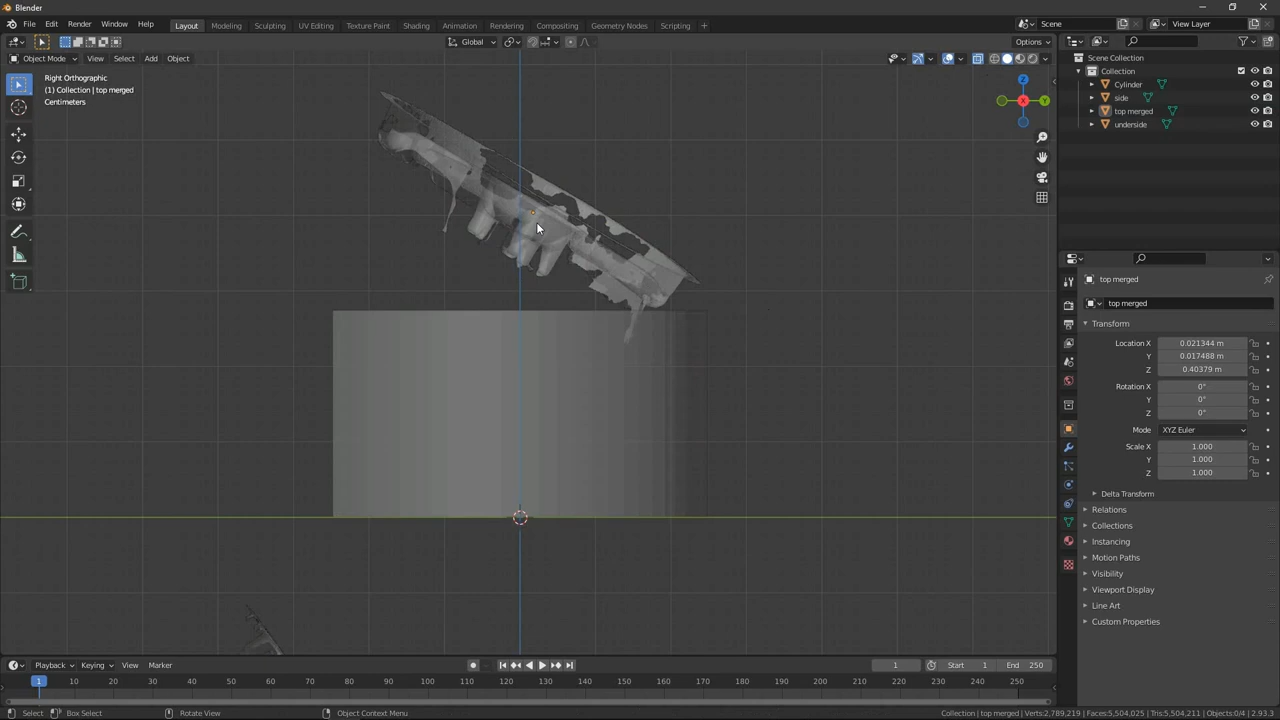 Blender
File Edit Render Window Help Layout Modeling Sculpting UV Editing Texture Paint Shading Animation Rendering Compositing Geometry Nodes Scripting + Scene View Layer
Global Options
Object Mode View Select Add Object
Right Orthographic
(1) Collection | top merged
Centimeters
Z
X
Y
Scene Collection
Collection
Cylinder
side
top merged
underside
top merged
top merged
Transform
Location X 0.021344 m
Y 0.017488 m
Z 0.40379 m
Rotation X 0°
Y 0°
Z 0°
Mode XYZ Euler
Scale X 1.000
Y 1.000
Z 1.000
Delta Transform
Relations
Collections
Instancing
Motion Paths
Visibility
Viewport Display
Line Art
Custom Properties
Playback Keying View Marker 1 Start 1 End 250
1 10 20 30 40 50 60 70 80 90 100 110 120 130 140 150 160 170 180 190 200 210 220 230 240 250
Select Box Select Rotate View Object Context Menu Collection | top merged | Verts:2,789,219 | Faces:5,504,025 | Tris:5,504,211 | Objects:0/4 | 2.93.3